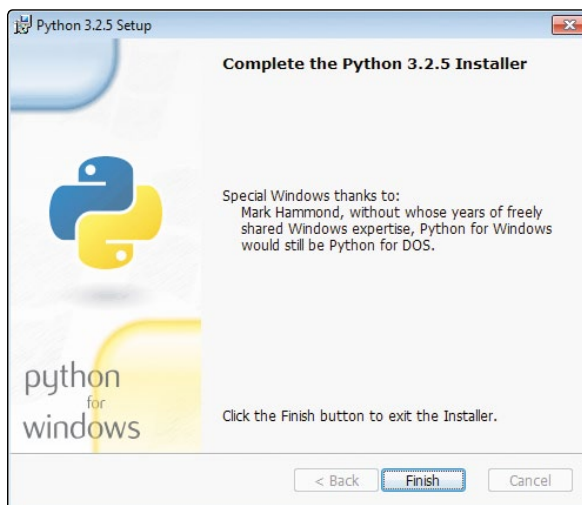 Python 3.2.5 Setup
Complete the Python 3.2.5 Installer
Special Windows thanks to:
Mark Hammond, without whose years of freely
shared Windows expertise, Python for Windows
would still be Python for DOS.
python
for
windows
Click the Finish button to exit the Installer.
< Back
Finish
Cancel